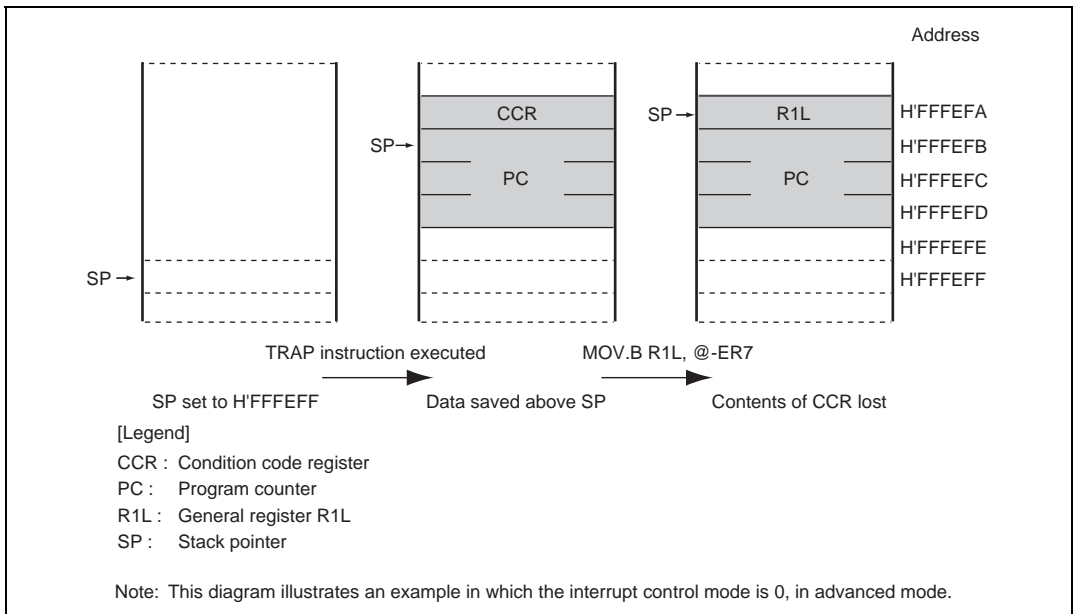 Address
CCR
SP
R1L
H'FFFEFA
SP
H'FFFEFB
PC
PC
H'FFFEFC
H'FFFEFD
H'FFFEFE
SP
H'FFFEFF
TRAP instruction executed
MOV.B R1L, @-ER7
SP set to H'FFFEFF
Data saved above SP
Contents of CCR lost
[Legend]
CCR : Condition code register
PC : Program counter
R1L : General register R1L
SP : Stack pointer
Note: This diagram illustrates an example in which the interrupt control mode is 0, in advanced mode.